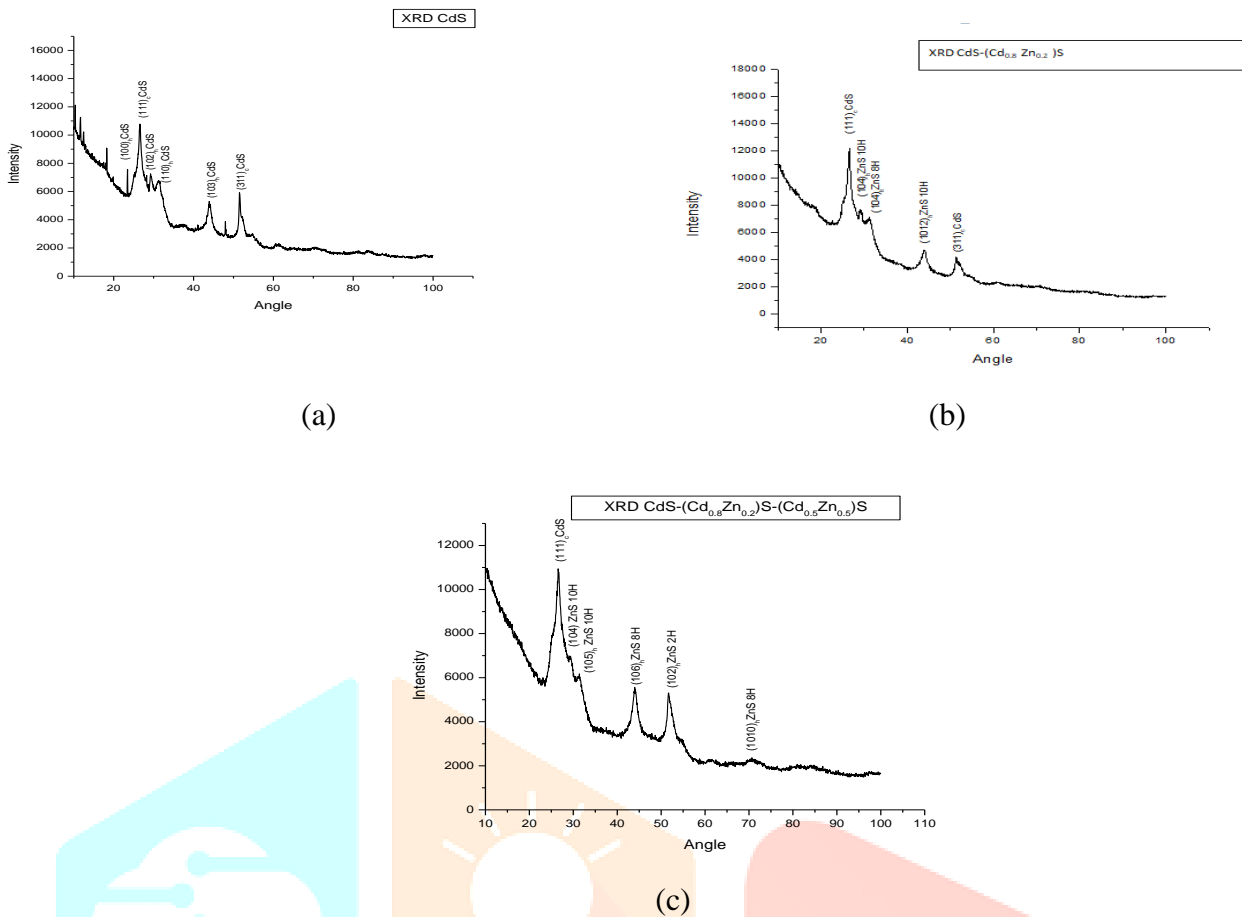 XRD CdS
16000
14000
12000
10000
8000
6000
4000
2000
0
Intensity
(100)hCdS
(111)cCdS
(102)hCdS
(110)hCdS
(103)hCdS
(311)cCdS
20 40 60 80 100
Angle
(a)
XRD CdS-(Cd0.8 Zn0.2 )S
18000
16000
14000
12000
10000
8000
6000
4000
2000
0
Intensity
(111)cCdS
(104)hZnS 10H
(104)hZnS 8H
(1012)hZnS 10H
(311)cCdS
20 40 60 80 100
Angle
(b)
XRD CdS-(Cd0.8Zn0.2)S-(Cd0.5Zn0.5)S
12000
10000
8000
6000
4000
2000
0
Intensity
(111)cCdS
(104) ZnS 10H
(105)h ZnS 10H
(106)hZnS 8H
(102)hZnS 2H
(1010)hZnS 8H
10 20 30 40 50 60 70 80 90 100 110
Angle
(c)